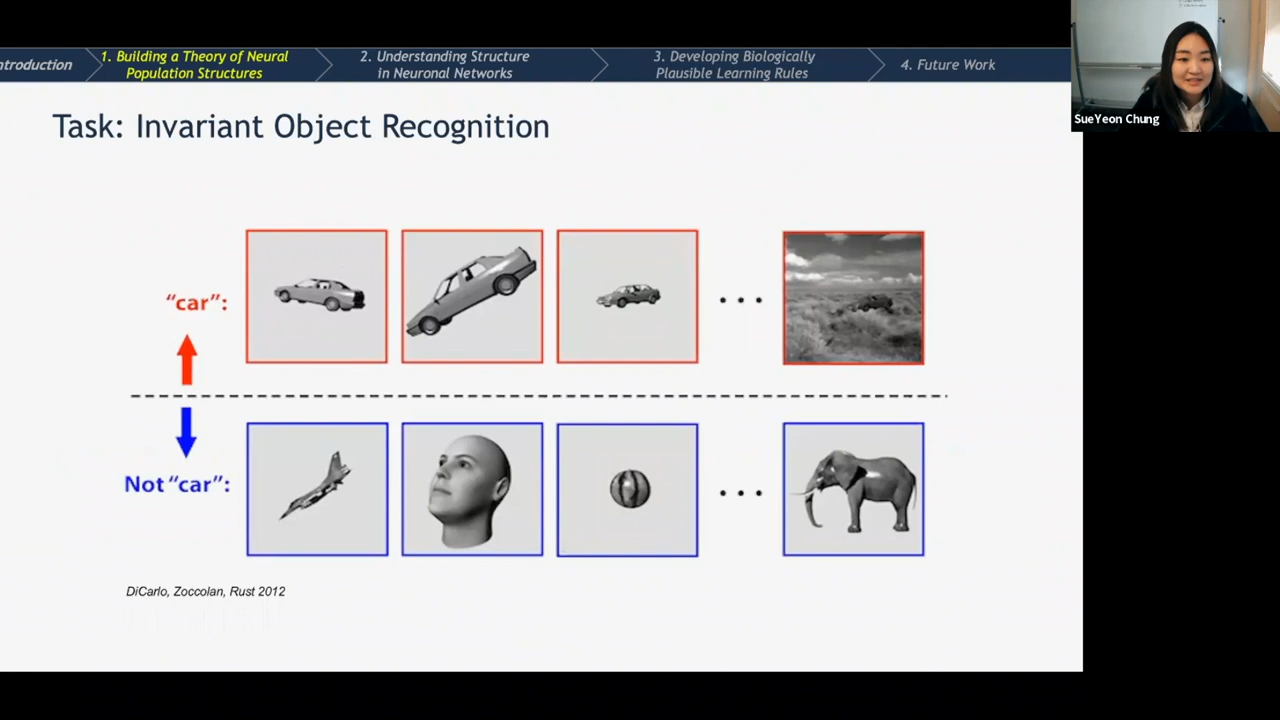 ntroduction
1. Building a Theory of Neural
Population Structures
2. Understanding Structure
in Neuronal Networks
3. Developing Biologically
Plausible Learning Rules
4. Future Work
SueYeon Chung
Task: Invariant Object Recognition
“car”:
• • •
Not “car”:
• • •
DiCarlo, Zoccolan, Rust 2012